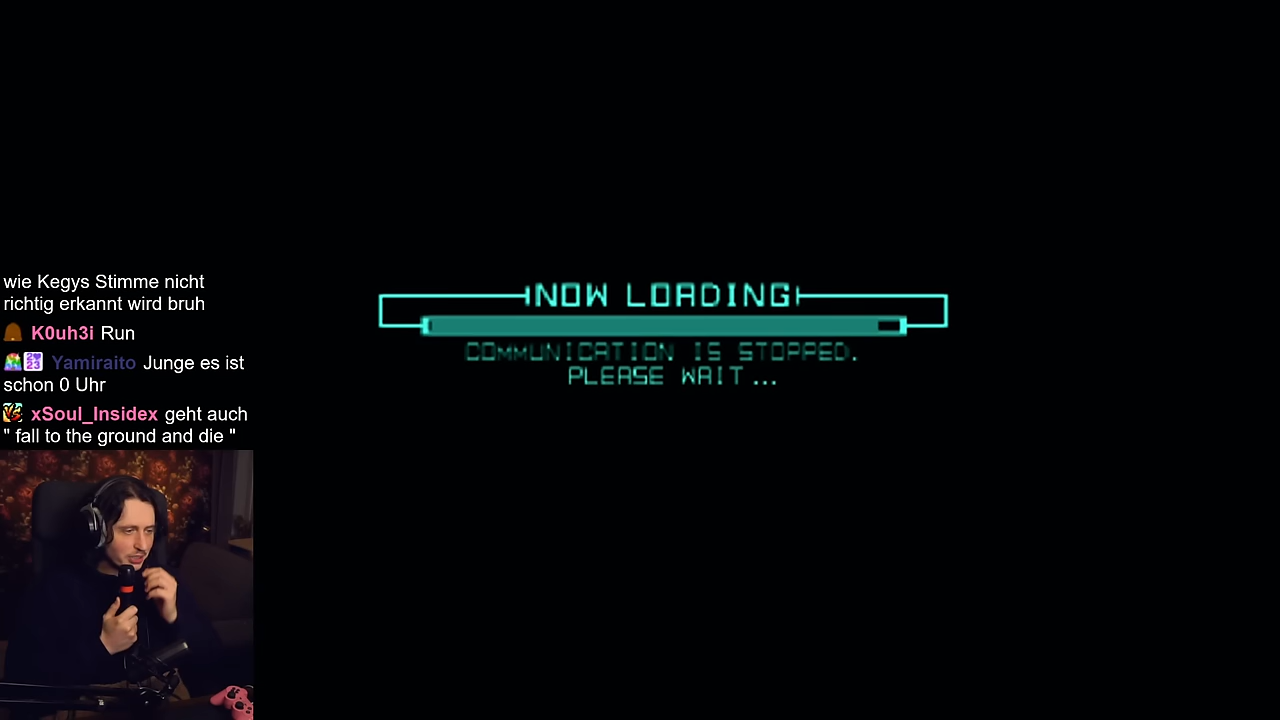 wie Kegys Stimme nicht
richtig erkannt wird bruh
K0uh3i Run
Yamiraito Junge es ist
schon 0 Uhr
xSoul_Insidex geht auch
" fall to the ground and die "
NOW LOADING
COMMUNICATION IS STOPPED.
PLEASE WAIT...